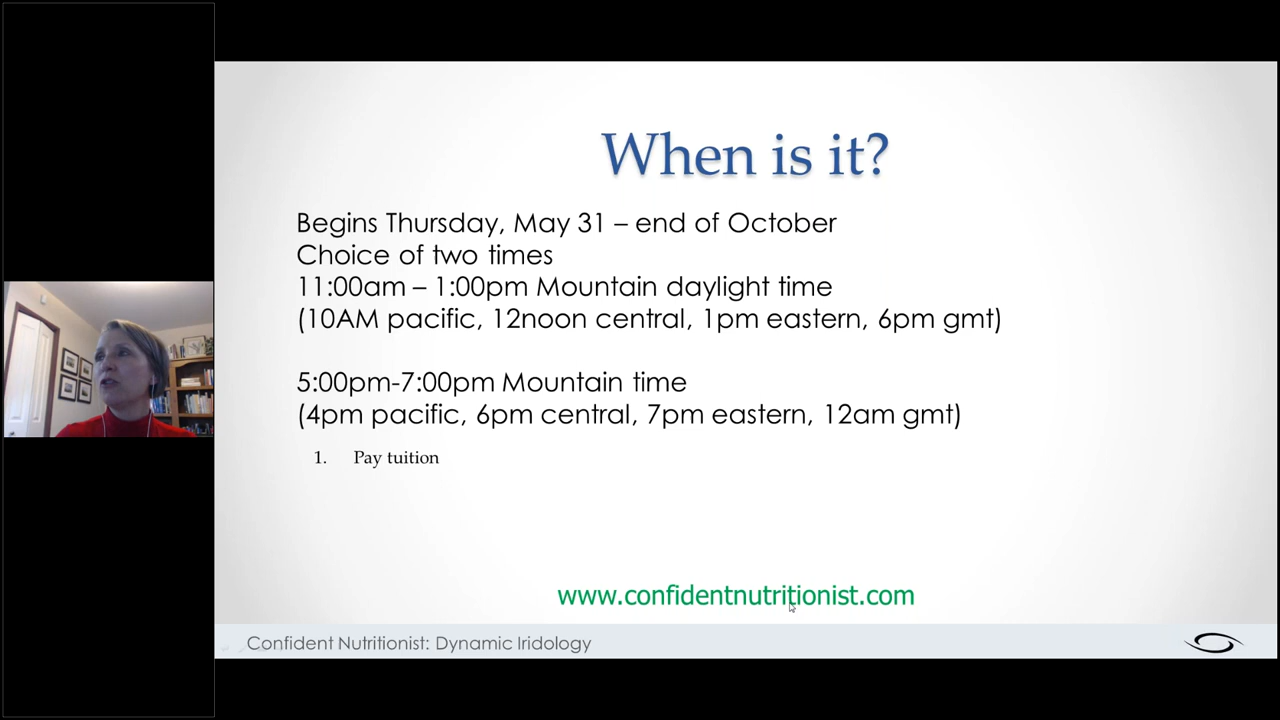 When is it?
Begins Thursday, May 31 – end of October
Choice of two times
11:00am – 1:00pm Mountain daylight time
(10AM pacific, 12noon central, 1pm eastern, 6pm gmt)
5:00pm-7:00pm Mountain time
(4pm pacific, 6pm central, 7pm eastern, 12am gmt)
1. Pay tuition
www.confidentnutritionist.com
Confident Nutritionist: Dynamic Iridology